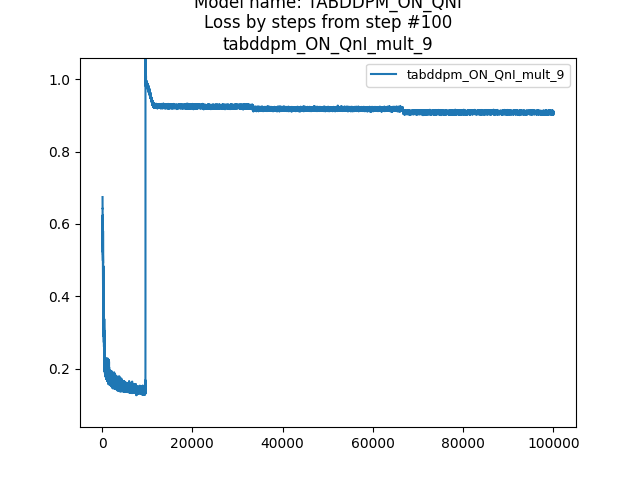 Model name: TABDDPM_ON_QNI
Loss by steps from step #100
tabddpm_ON_QnI_mult_9
tabddpm_ON_QnI_mult_9
1.0
0.8
0.6
0.4
0.2
0 20000 40000 60000 80000 100000